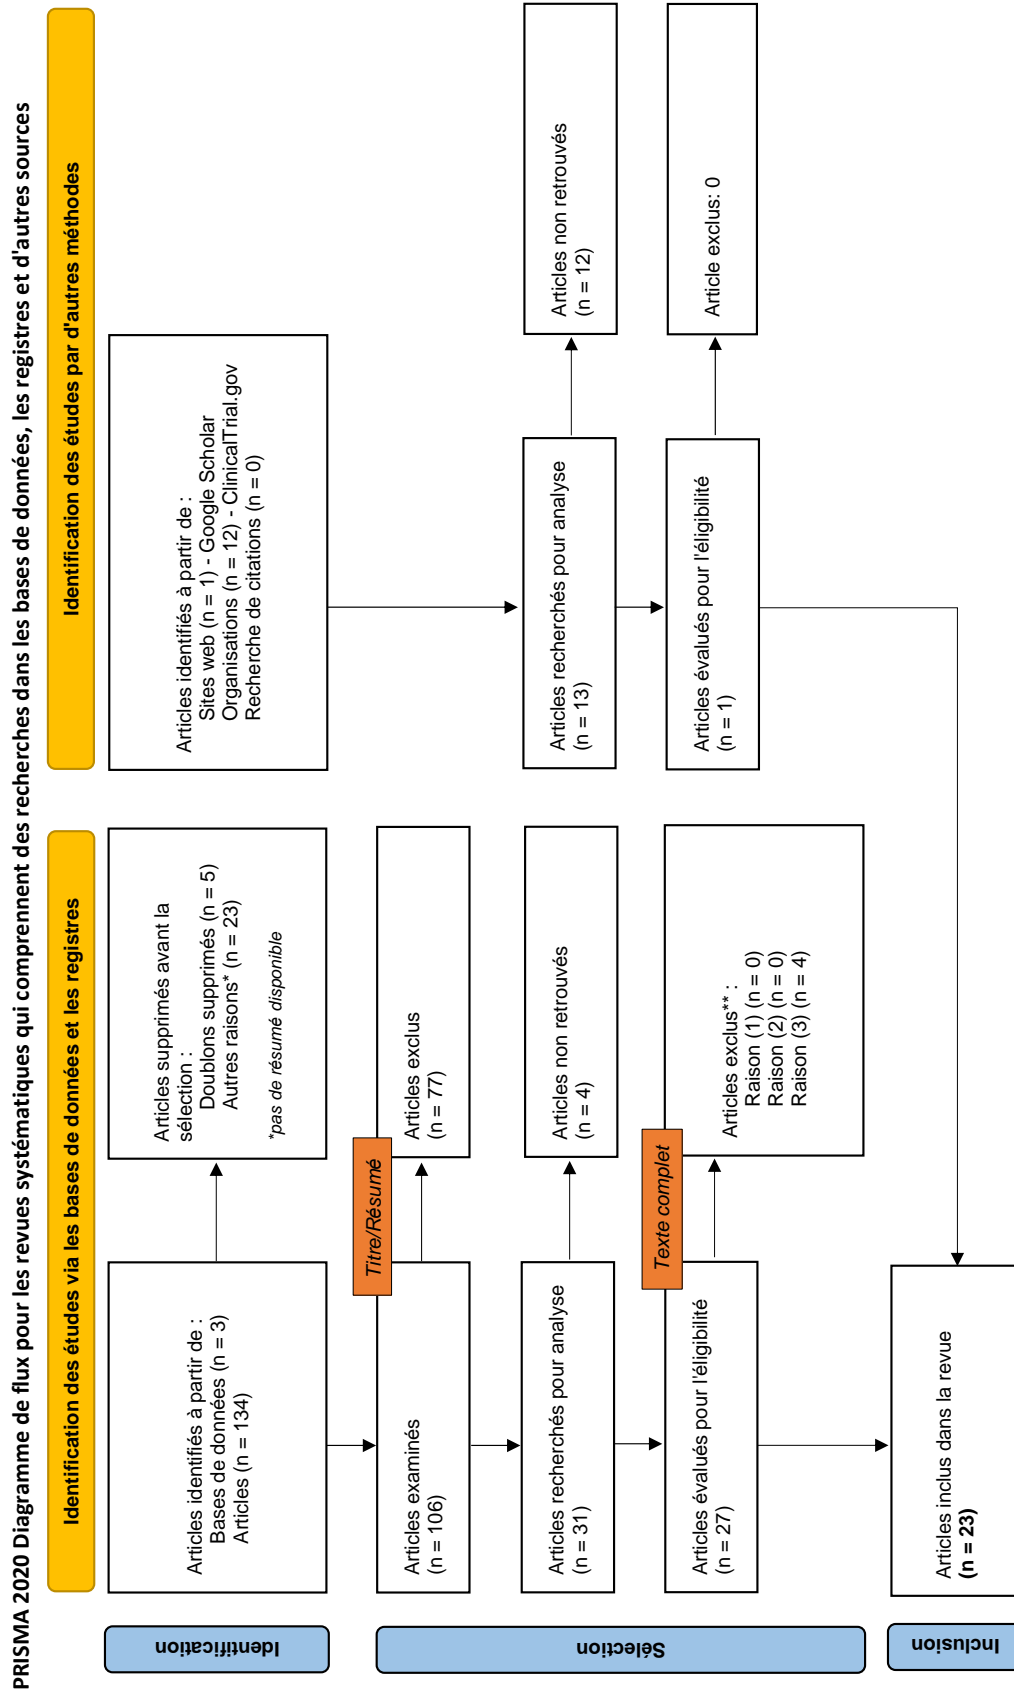 PRISMA 2020 Diagramme de flux pour les revues systématiques qui comprennent des recherches dans les bases de données, les registres et d'autres sources
Identification des études via les bases de données et les registres
Identification des études par d'autres méthodes
Identification
Articles identifiés à partir de :
Bases de données (n = 3)
Articles (n = 134)
Articles supprimés avant la
sélection :
Doublons supprimés (n = 5)
Autres raisons* (n = 23)
*pas de résumé disponible
Articles identifiés à partir de :
Sites web (n = 1) - Google Scholar
Organisations (n = 12) - ClinicalTrial.gov
Recherche de citations (n = 0)
Sélection
Titre/Résumé
Articles examinés
(n = 106)
Articles exclus
(n = 77)
Articles recherchés pour analyse
(n = 31)
Articles non retrouvés
(n = 4)
Articles recherchés pour analyse
(n = 13)
Articles non retrouvés
(n = 12)
Texte complet
Articles évalués pour l'éligibilité
(n = 27)
Articles exclus** :
Raison (1) (n = 0)
Raison (2) (n = 0)
Raison (3) (n = 4)
Articles évalués pour l'éligibilité
(n = 1)
Article exclus: 0
Inclusion
Articles inclus dans la revue
(n = 23)